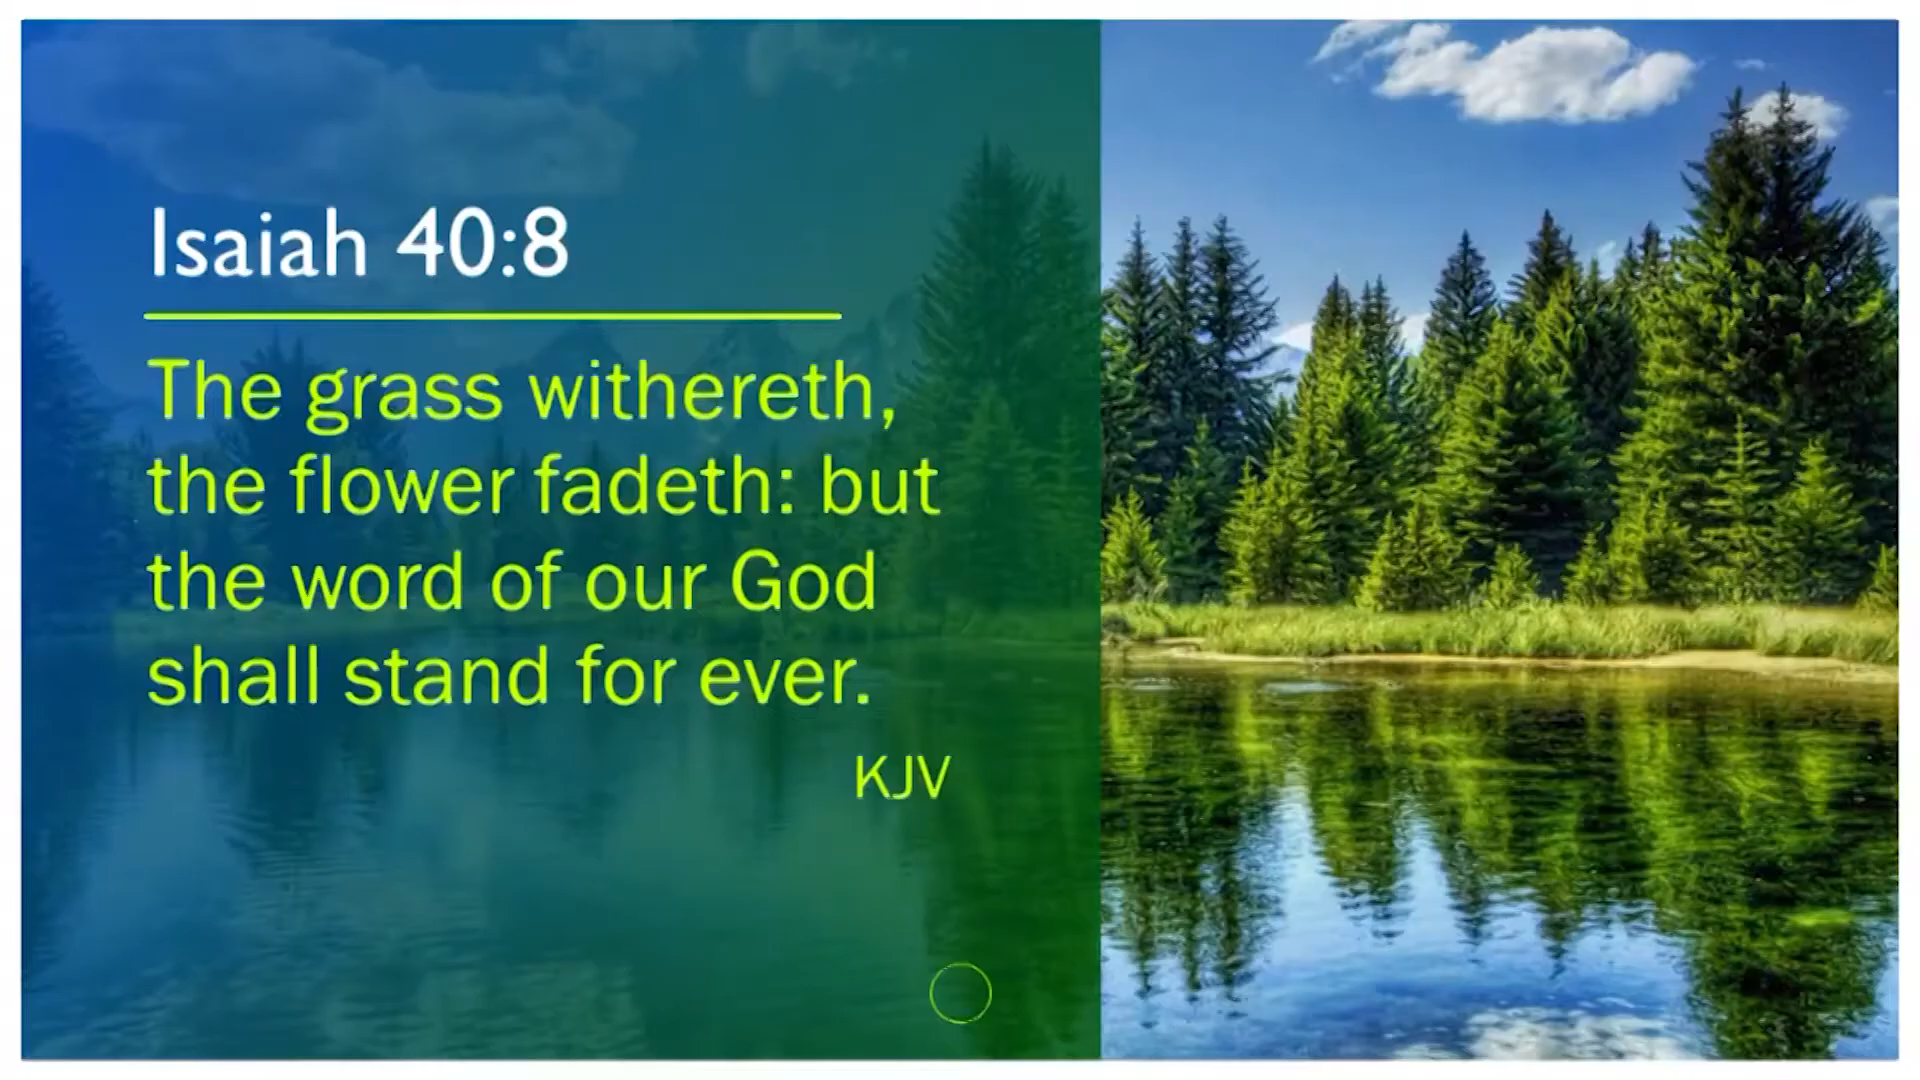 Isaiah 40:8
The grass withereth,
the flower fadeth: but
the word of our God
shall stand for ever.
KJV